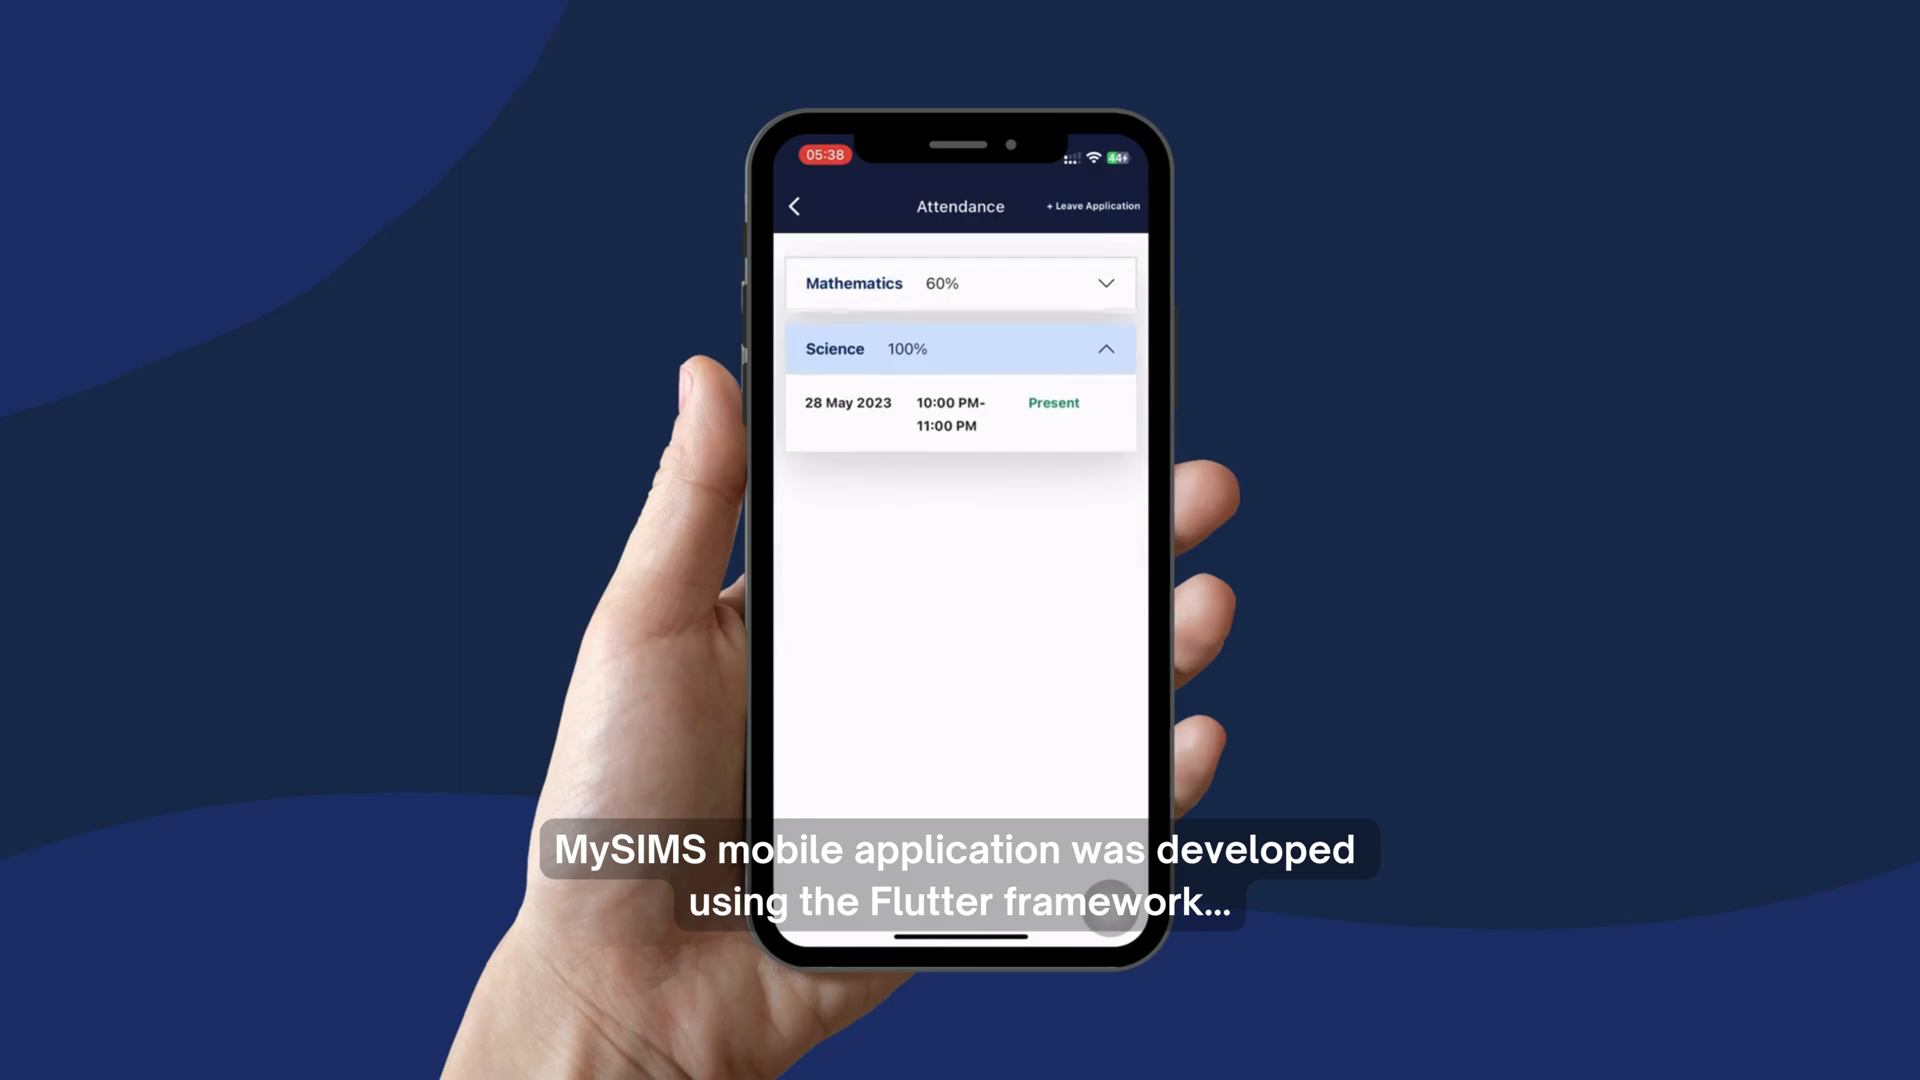 05:38
44
Attendance
+ Leave Application
Mathematics 60%
Science 100%
28 May 2023 10:00 PM- Present
11:00 PM
MySIMS mobile application was developed
using the Flutter framework...